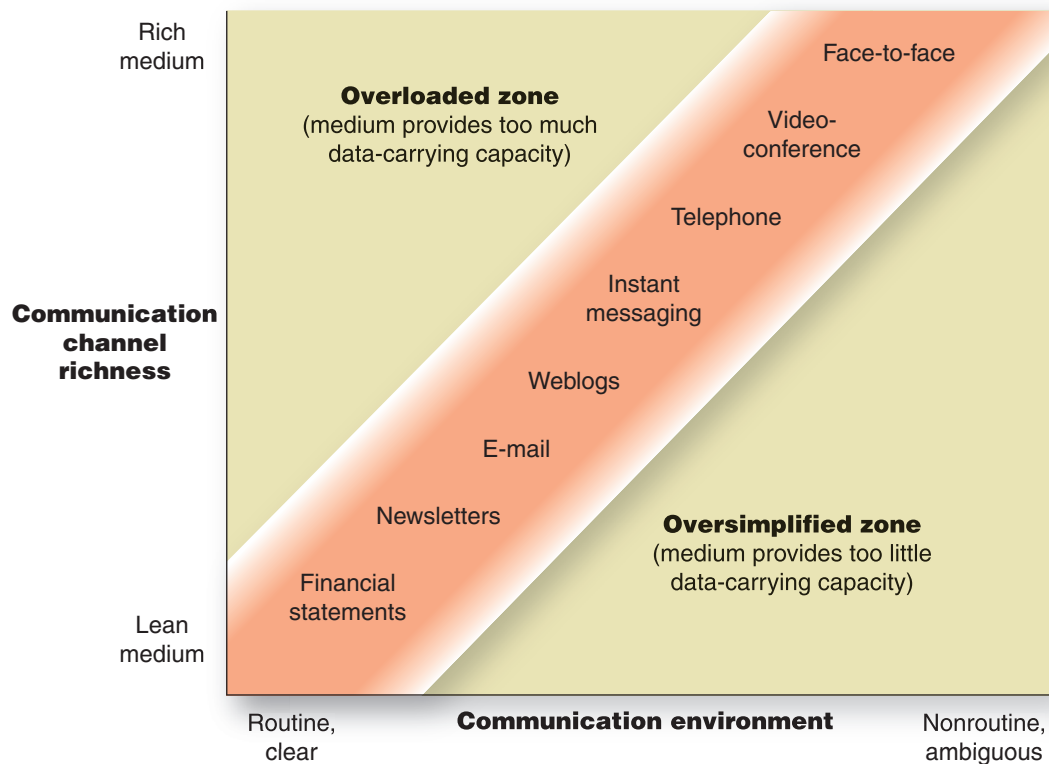 Rich
medium
Face-to-face
Overloaded zone
(medium provides too much
data-carrying capacity)
Video-
conference
Telephone
Instant
messaging
Communication
channel
richness
Weblogs
E-mail
Newsletters
Oversimplified zone
(medium provides too little
data-carrying capacity)
Financial
statements
Lean
medium
Routine,
clear
Communication environment
Nonroutine,
ambiguous